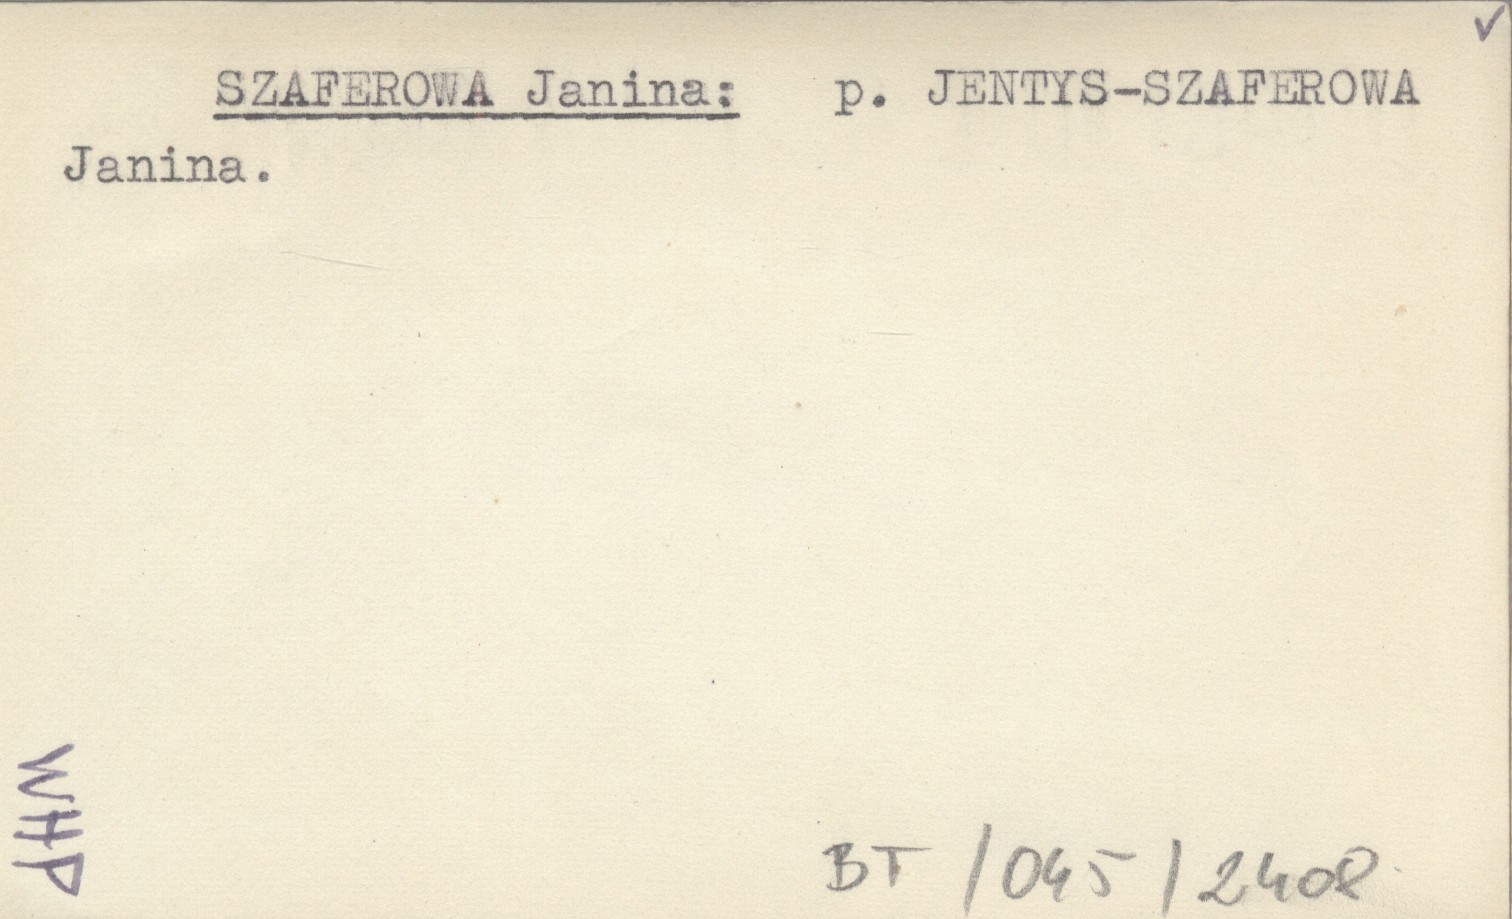 SZAFEROWA Janina: p. JENTYS-SZAFEROWA
Janina.
WHP
BT /045/2408